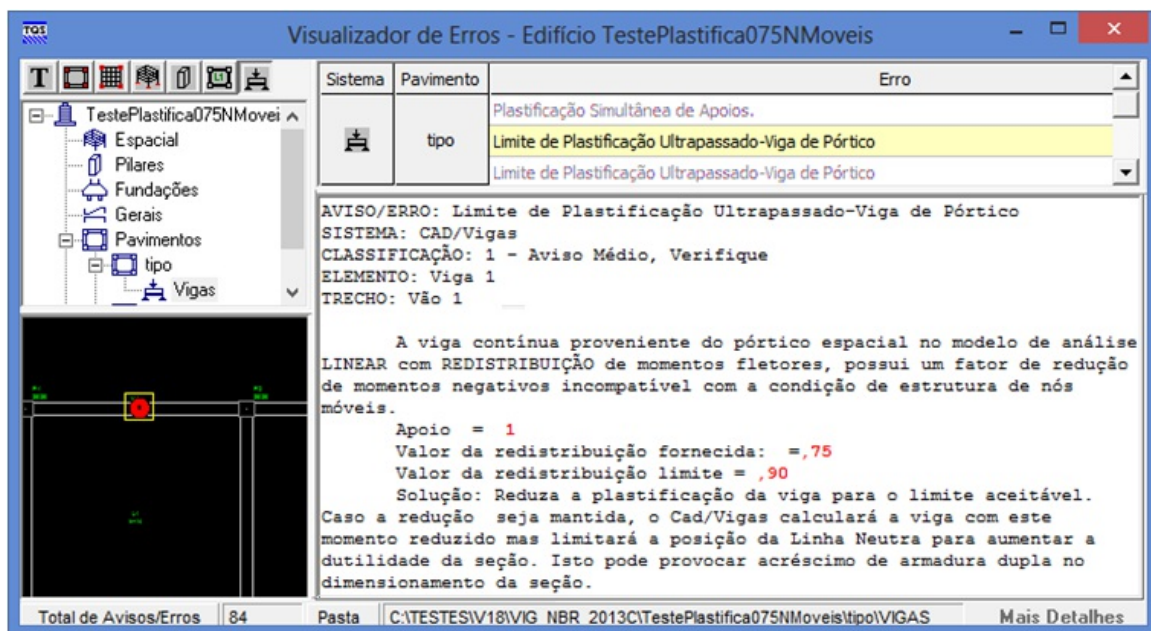 TQS
Visualizador de Erros - Edifício TestePlastifica075NMoveis
T
TestePlastifica075NMovei
Espacial
Pilares
Fundações
Gerais
Pavimentos
tipo
Vigas
Sistema Pavimento Erro
Plastificação Simultânea de Apoios.
tipo Limite de Plastificação Ultrapassado-Viga de Pórtico
Limite de Plastificação Ultrapassado-Viga de Pórtico
AVISO/ERRO: Limite de Plastificação Ultrapassado-Viga de Pórtico
SISTEMA: CAD/Vigas
CLASSIFICAÇÃO: 1 - Aviso Médio, Verifique
ELEMENTO: Viga 1
TRECHO: Vão 1
A viga contínua proveniente do pórtico espacial no modelo de análise
LINEAR com REDISTRIBUIÇÃO de momentos fletores, possui um fator de redução
de momentos negativos incompatível com a condição de estrutura de nós
móveis.
Apoio = 1
Valor da redistribuição fornecida: =,75
Valor da redistribuição limite = ,90
Solução: Reduza a plastificação da viga para o limite aceitável.
Caso a redução seja mantida, o Cad/Vigas calculará a viga com este
momento reduzido mas limitará a posição da Linha Neutra para aumentar a
dutilidade da seção. Isto pode provocar acréscimo de armadura dupla no
dimensionamento da seção.
Total de Avisos/Erros 84 Pasta C:\TESTES\V18\VIG_NBR_2013C\TestePlastifica075NMoveis\tipo\VIGAS Mais Detalhes